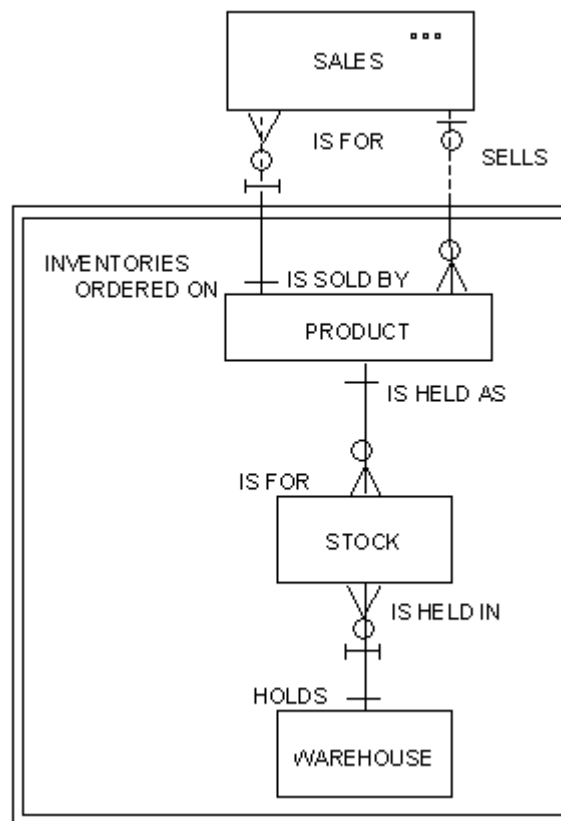 SALES
IS FOR
SELLS
INVENTORIES
ORDERED ON
IS SOLD BY
PRODUCT
IS HELD AS
IS FOR
STOCK
IS HELD IN
HOLDS
WAREHOUSE